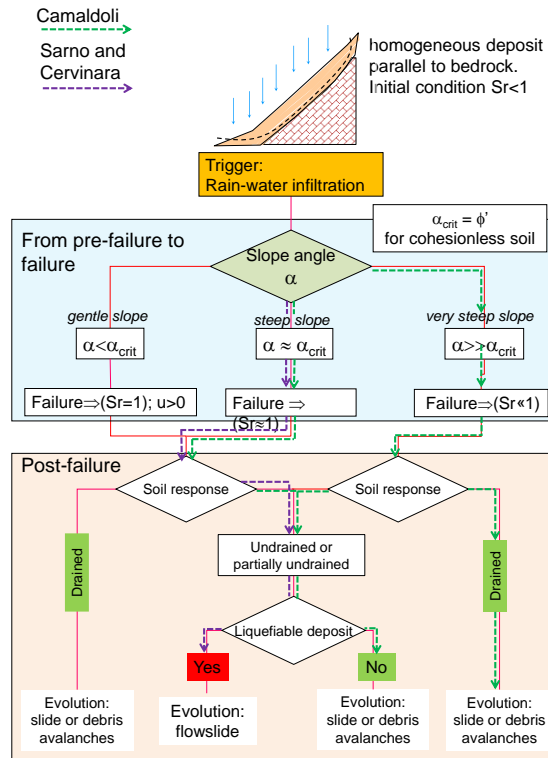 Camaldoli
Sarno and
Cervinara
homogeneous deposit
parallel to bedrock.
Initial condition Sr<1
Trigger:
Rain-water infiltration
From pre-failure to
failure
αcrit = ϕ'
for cohesionless soil
Slope angle
α
gentle slope
steep slope
very steep slope
α<αcrit
α ≈ αcrit
α>>αcrit
Failure⇒(Sr=1); u>0
Failure ⇒
(Sr≈1)
Failure⇒(Sr≪1)
Post-failure
Soil response
Soil response
Drained
Undrained or
partially undrained
Drained
Liquefiable deposit
Yes
No
Evolution:
slide or debris
avalanches
Evolution:
flowslide
Evolution:
slide or debris
avalanches
Evolution:
slide or debris
avalanches